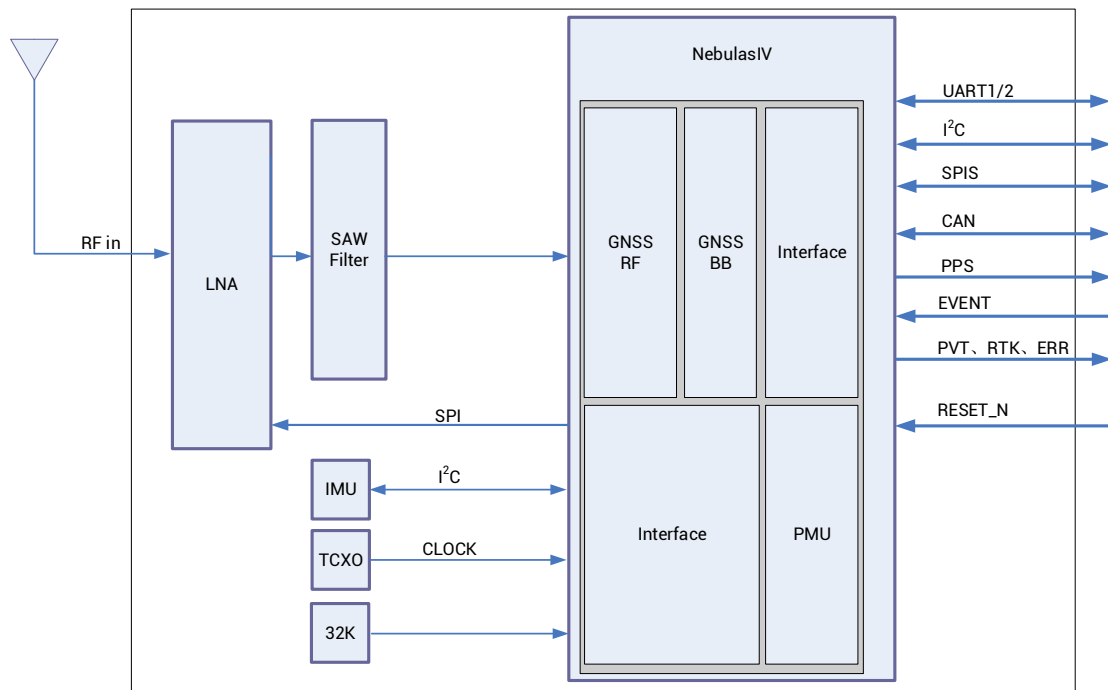 NebulasIV
UART1/2
I²C
SPIS
CAN
PPS
EVENT
PVT、RTK、ERR
RESET_N
RF in
LNA
SAW
Filter
GNSS
RF
GNSS
BB
Interface
SPI
IMU
I²C
TCXO
CLOCK
32K
Interface
PMU